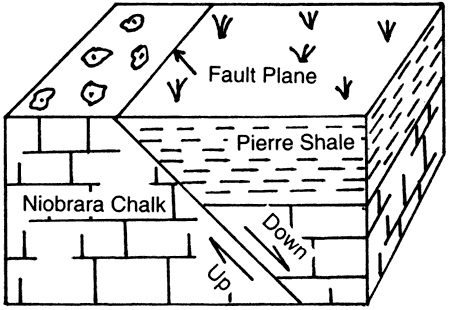 Fault Plane
Pierre Shale
Niobrara Chalk
Down
Up